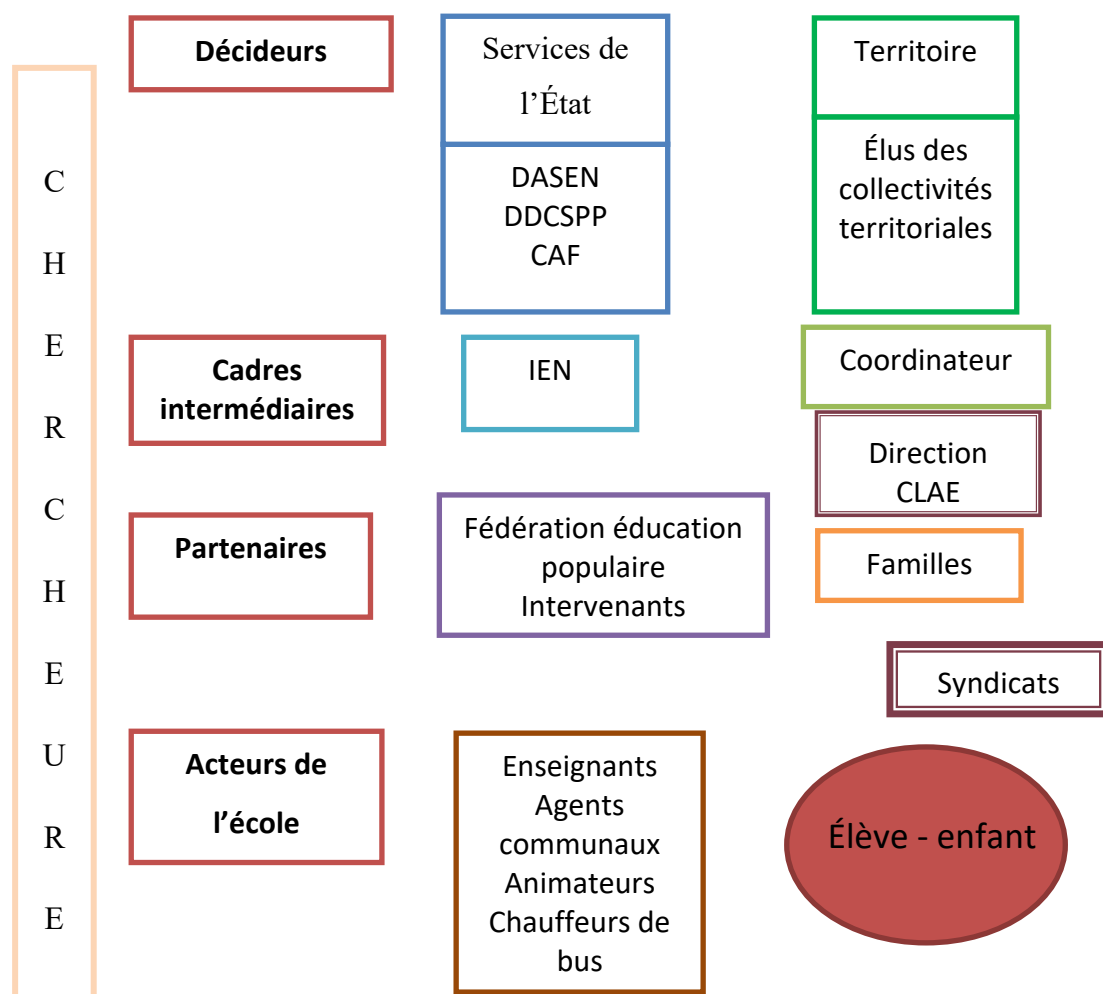 C
H
E
R
C
H
E
U
R
E
Décideurs
Services de
l’État
Territoire
DASEN
DDCSPP
CAF
Élus des
collectivités
territoriales
Cadres
intermédiaires
IEN
Coordinateur
Direction
CLAE
Partenaires
Fédération éducation
populaire
Intervenants
Familles
Syndicats
Acteurs de
l’école
Enseignants
Agents
communaux
Animateurs
Chauffeurs de
bus
Élève - enfant